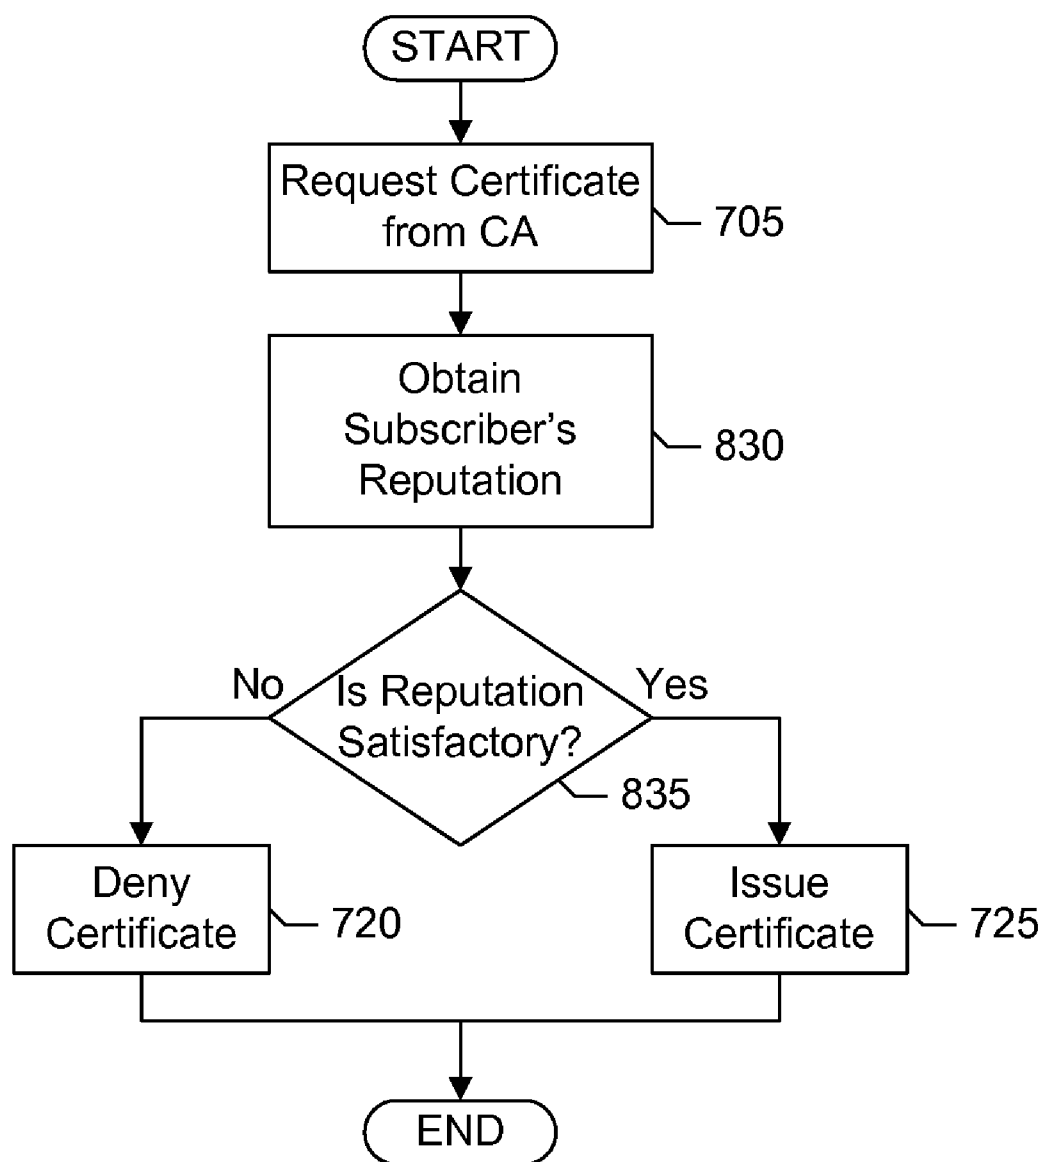 START
Request Certificate
from CA
705
Obtain
Subscriber’s
Reputation
830
No
Yes
Is Reputation
Satisfactory?
835
Deny
Certificate
720
Issue
Certificate
725
END